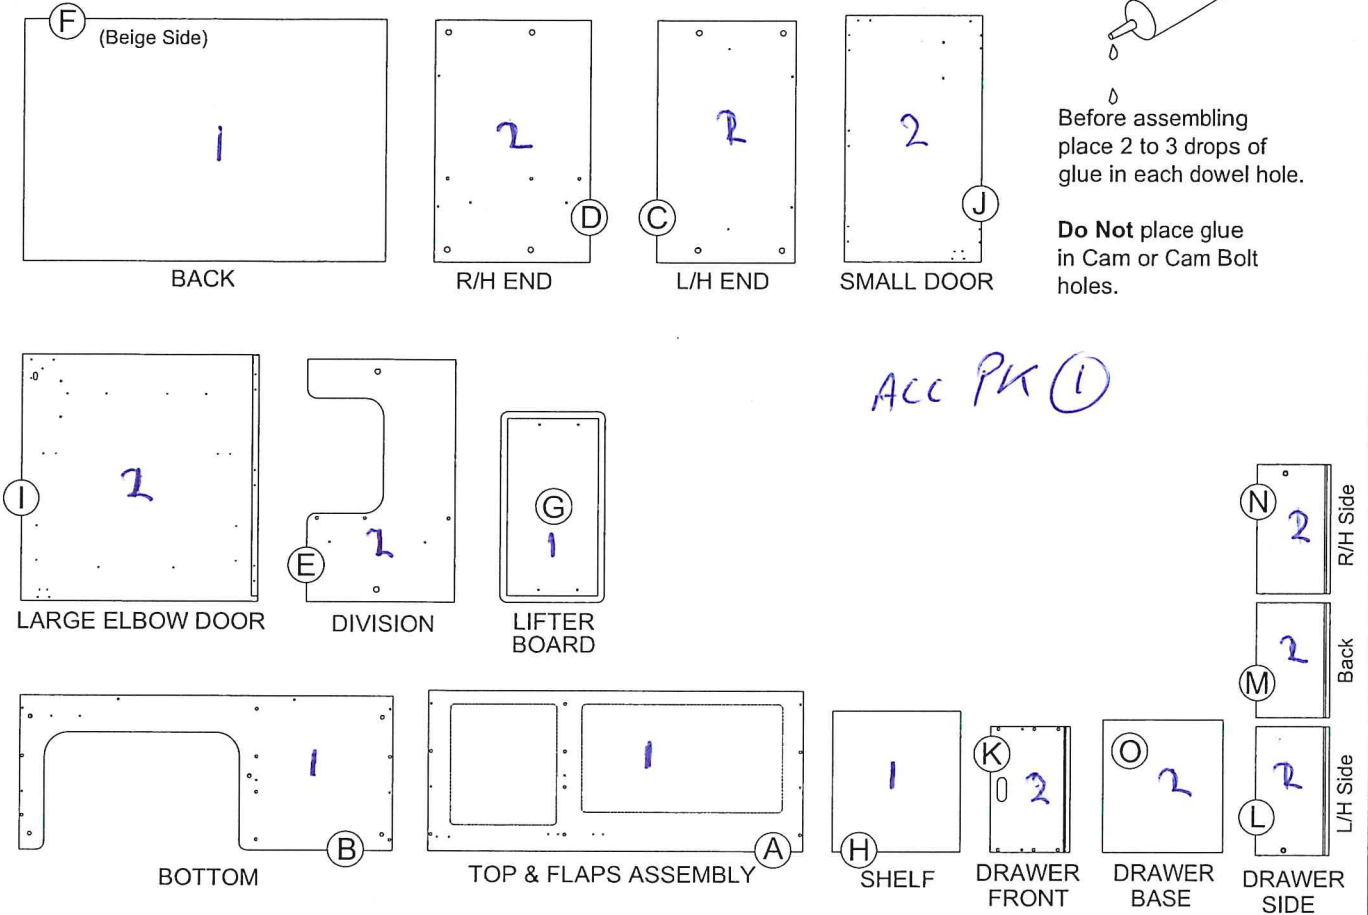 F
(Beige Side)
1
BACK
2
D
R/H END
2
C
L/H END
2
J
SMALL DOOR
Before assembling
place 2 to 3 drops of
glue in each dowel hole.
Do Not place glue
in Cam or Cam Bolt
holes.
I
2
LARGE ELBOW DOOR
E
2
DIVISION
G
1
LIFTER
BOARD
ACC PK 1
N
2
R/H Side
M
2
Back
L
2
L/H Side
DRAWER
SIDE
1
B
BOTTOM
1
A
TOP & FLAPS ASSEMBLY
1
H
SHELF
K
2
DRAWER
FRONT
O
2
DRAWER
BASE